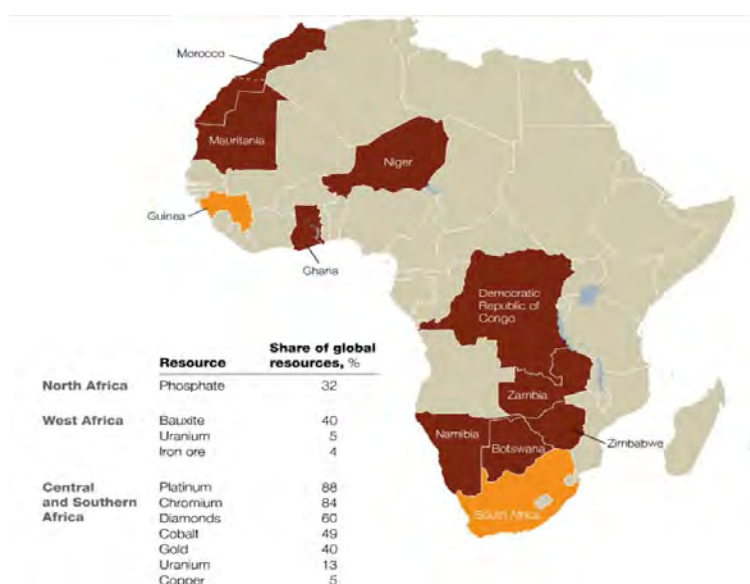 Morocco
Mauritania
Niger
Guinea
Ghana
Democratic
Republic of
Congo
Zambia
Namibia
Botswana
Zimbabwe
South Africa
Resource Share of global
resources, %
North Africa Phosphate 32
West Africa Bauxite 40
Uranium 5
Iron ore 4
Central Platinum 88
and Southern Chromium 84
Africa Diamonds 60
Cobalt 49
Gold 40
Uranium 13
Copper 5